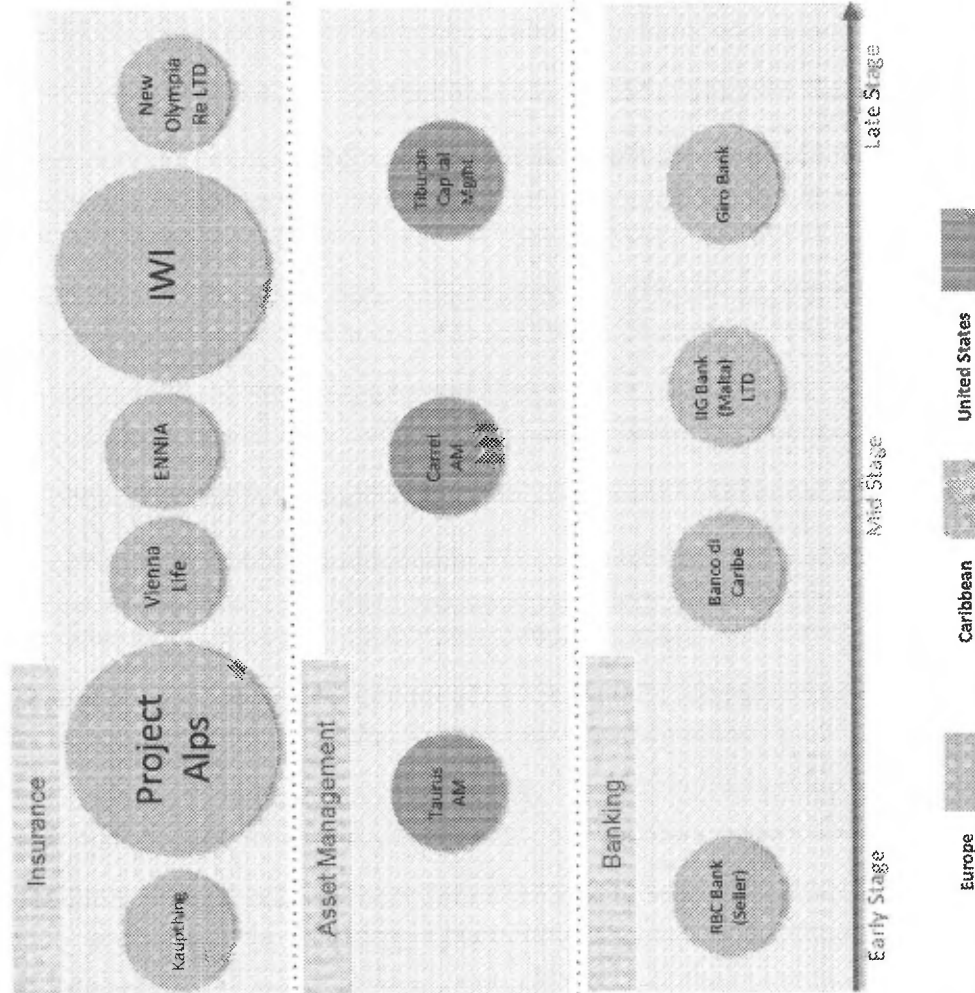 Insurance
Kaupthing
Project
Alps
Vienna
Life
ENNIA
IWI
New
Olympia
Re LTD
Asset Management
Taurus
AM
Carrel
AM
Tiburon
Capital
Mgmt
Banking
RBC Bank
(Seller)
Banco di
Caribe
IIG Bank
(Malta)
LTD
Giro Bank
Early Stage
Mid Stage
Late Stage
Europe
Caribbean
United States